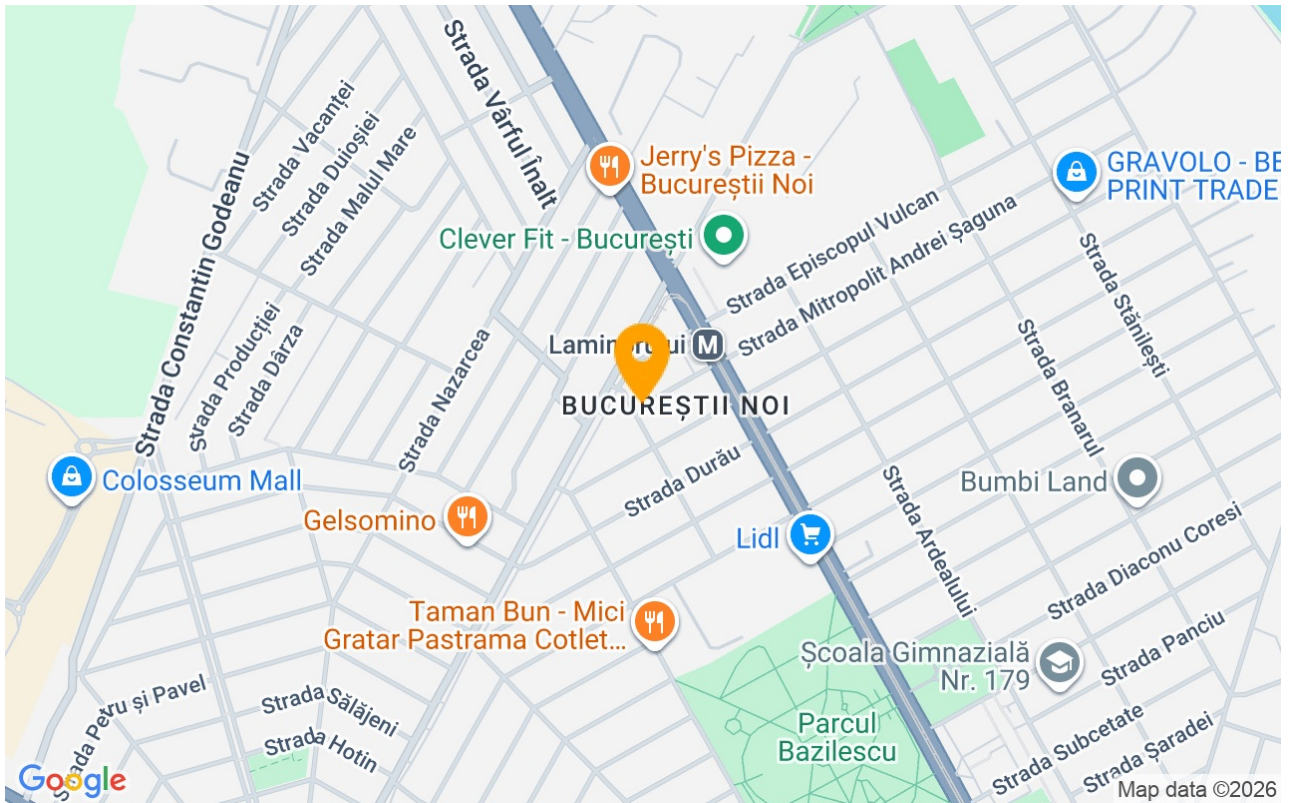 Strada Vârful Înalt
Strada Vacanței
Strada Duioșiei
Strada Malul Mare
Strada Constantin Godeanu
Jerry's Pizza -
Bucureștii Noi
GRAVOLO - BE
PRINT TRADE
Clever Fit - București
Strada Episcopul Vulcan
Strada Mitropolit Andrei Șaguna
Strada Stănilești
Strada Producției
Strada Dârza
Strada Nazarcea
Laminorului
M
Strada Branarul
BUCUREȘTII NOI
Colosseum Mall
Strada Durău
Bumbi Land
Gelsomino
Lidl
Strada Ardealului
Strada Diaconu Coresi
Taman Bun - Mici
Gratar Pastrama Cotlet...
Școala Gimnazială
Nr. 179
Strada Panciu
Strada Petru și Pavel
Strada Sălăjeni
Strada Hotin
Parcul
Bazilescu
Strada Subcetate
Strada Șaradei
Google
Map data ©2026